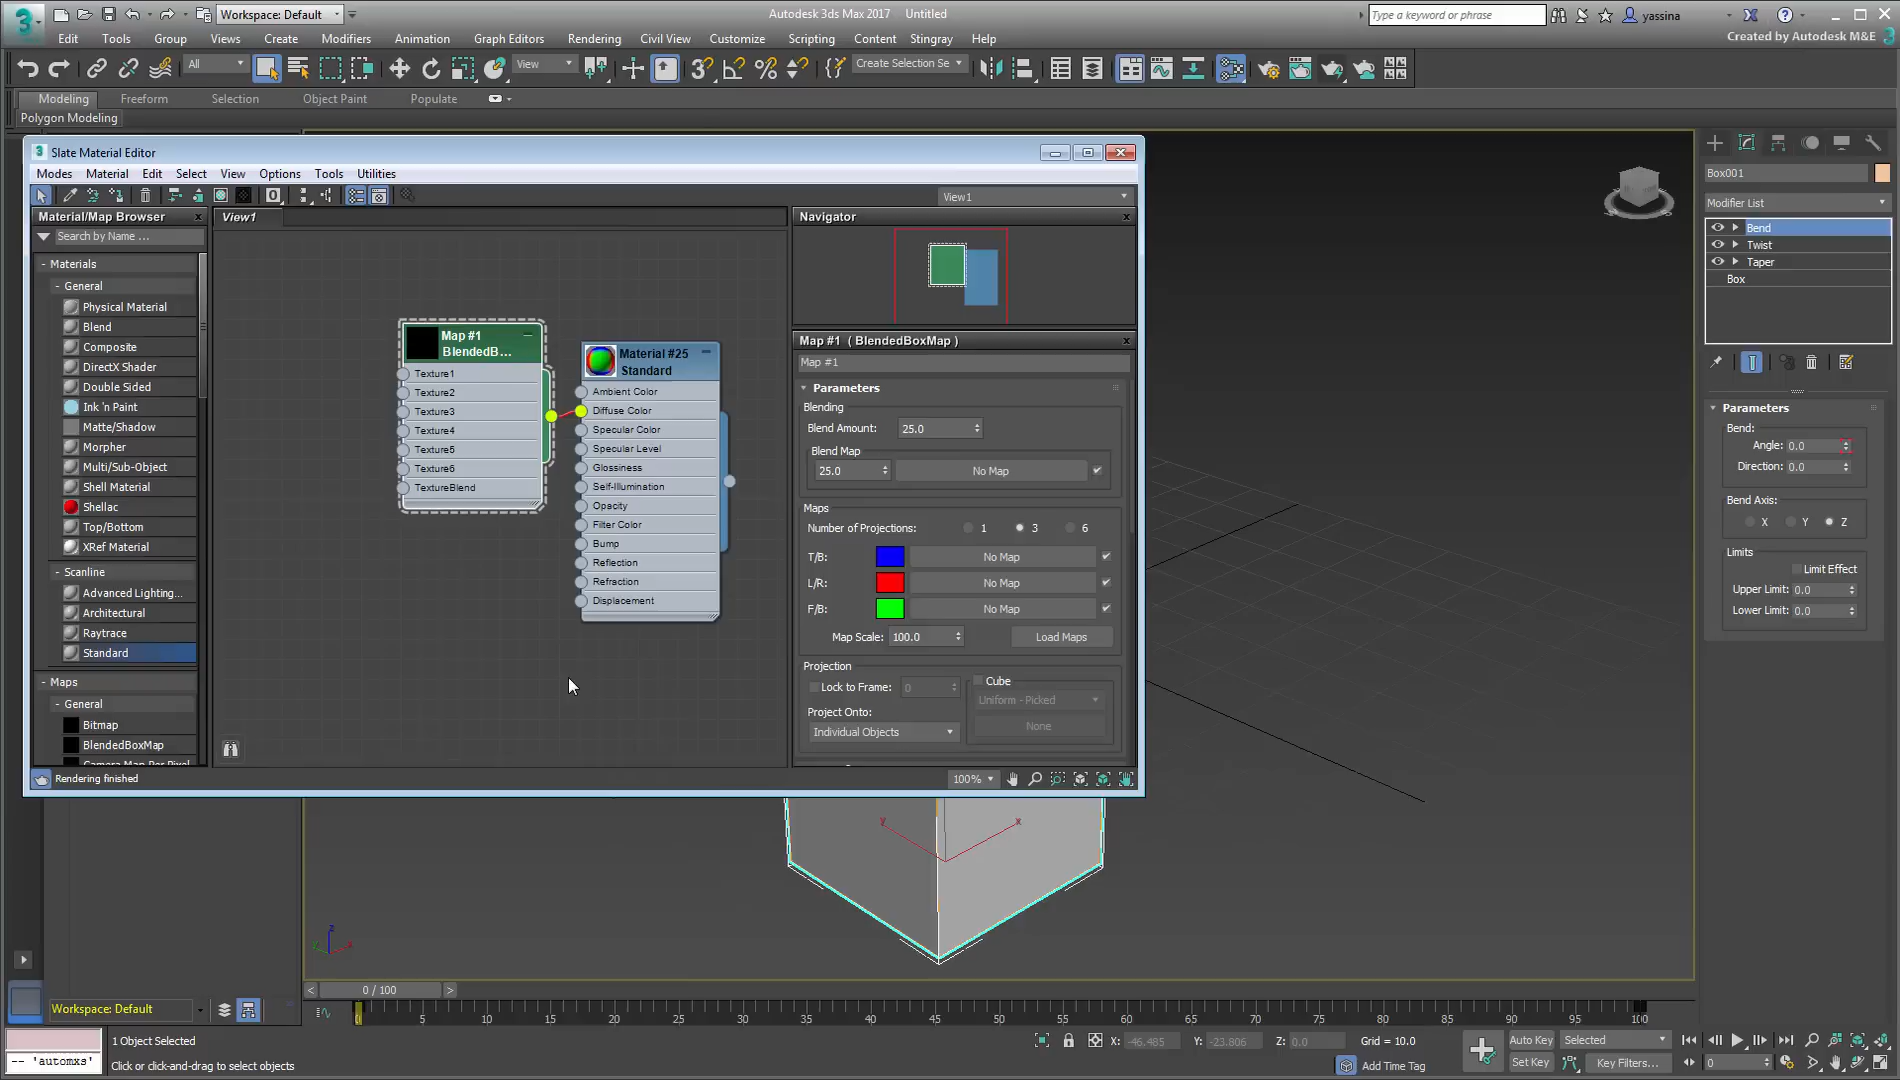 Workspace: Default
Autodesk 3ds Max 2017 Untitled
Type a keyword or phrase
yassina
Edit Tools Group Views Create Modifiers Animation Graph Editors Rendering Civil View Customize Scripting Content Stingray Help
Created by Autodesk M&E
All
View
Create Selection Se
Modeling Freeform Selection Object Paint Populate
Polygon Modeling
Slate Material Editor
Modes Material Edit Select View Options Tools Utilities
View1
Material/Map Browser
Search by Name ...
- Materials
- General
Physical Material
Blend
Composite
DirectX Shader
Double Sided
Ink 'n Paint
Matte/Shadow
Morpher
Multi/Sub-Object
Shell Material
Shellac
Top/Bottom
XRef Material
- Scanline
Advanced Lighting...
Architectural
Raytrace
Standard
- Maps
- General
Bitmap
BlendedBoxMap
Camera Map Per Pixel
Rendering finished
View1
Map #1
BlendedB...
Texture1
Texture2
Texture3
Texture4
Texture5
Texture6
TextureBlend
Material #25
Standard
Ambient Color
Diffuse Color
Specular Color
Specular Level
Glossiness
Self-Illumination
Opacity
Filter Color
Bump
Reflection
Refraction
Displacement
Navigator
Map #1 ( BlendedBoxMap )
Map #1
Parameters
Blending
Blend Amount: 25.0
Blend Map
25.0 No Map
Maps
Number of Projections: 1 3 6
T/B: No Map
L/R: No Map
F/B: No Map
Map Scale: 100.0 Load Maps
Projection
Lock to Frame: 0
Cube
Uniform - Picked
Project Onto:
None
Individual Objects
100%
Box001
Modifier List
Bend
Twist
Taper
Box
Parameters
Bend:
Angle: 0.0
Direction: 0.0
Bend Axis:
X Y Z
Limits
Limit Effect
Upper Limit: 0.0
Lower Limit: 0.0
y x
z
y x
< 0 / 100 >
Workspace: Default
0 5 10 15 20 25 30 35 40 45 50 55 60 65 70 75 80 85 90 95 100
1 Object Selected
X: -46.485 Y: -23.806 Z: 0.0 Grid = 10.0
Auto Key Selected
-- 'automxs'
Click or click-and-drag to select objects
Add Time Tag
Set Key Key Filters...
0